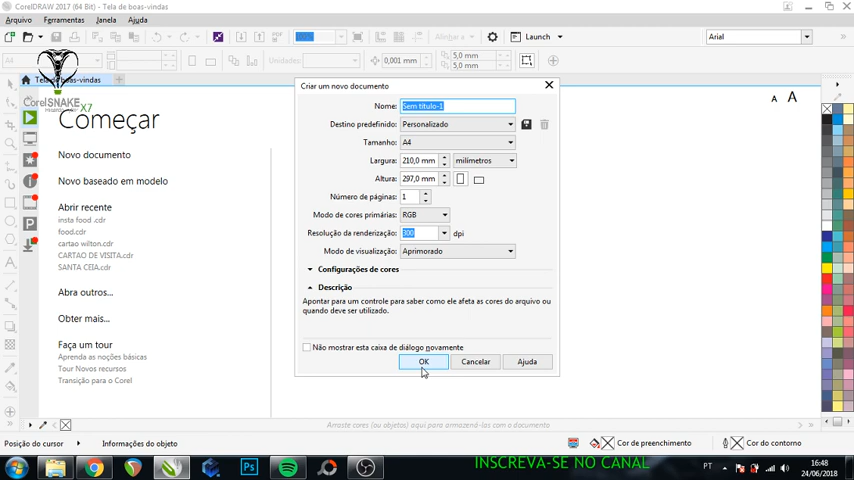 CorelDRAW 2017 (64 Bit) - Tela de boas-vindas
Arquivo Ferramentas Janela Ajuda
100% PDF Alinhar a Launch Arial
A4 Unidades: 0,001 mm 5,0 mm
5,0 mm
Tela de boas-vindas
CorelSNAKE
X7
Começar
Novo documento
Novo baseado em modelo
Abrir recente
insta food .cdr
food.cdr
cartao wilton.cdr
CARTAO DE VISITA.cdr
SANTA CEIA.cdr
Abra outros...
Obter mais...
Faça um tour
Aprenda as noções básicas
Tour Novos recursos
Transição para o Corel
A A
Criar um novo documento
Nome: Sem título-1
Destino predefinido: Personalizado
Tamanho: A4
Largura: 210,0 mm milímetros
Altura: 297,0 mm
Número de páginas: 1
Modo de cores primárias: RGB
Resolução da renderização: 300 dpi
Modo de visualização: Aprimorado
Configurações de cores
Descrição
Apontar para um controle para saber como ele afeta as cores do arquivo ou
quando deve ser utilizado.
Não mostrar esta caixa de diálogo novamente
OK Cancelar Ajuda
Arraste cores (ou objetos) aqui para armazená-las com o documento
Posição do cursor Informações do objeto Cor de preenchimento Cor do contorno
Ps INSCREVA-SE NO CANAL PT 16:48
24/06/2018